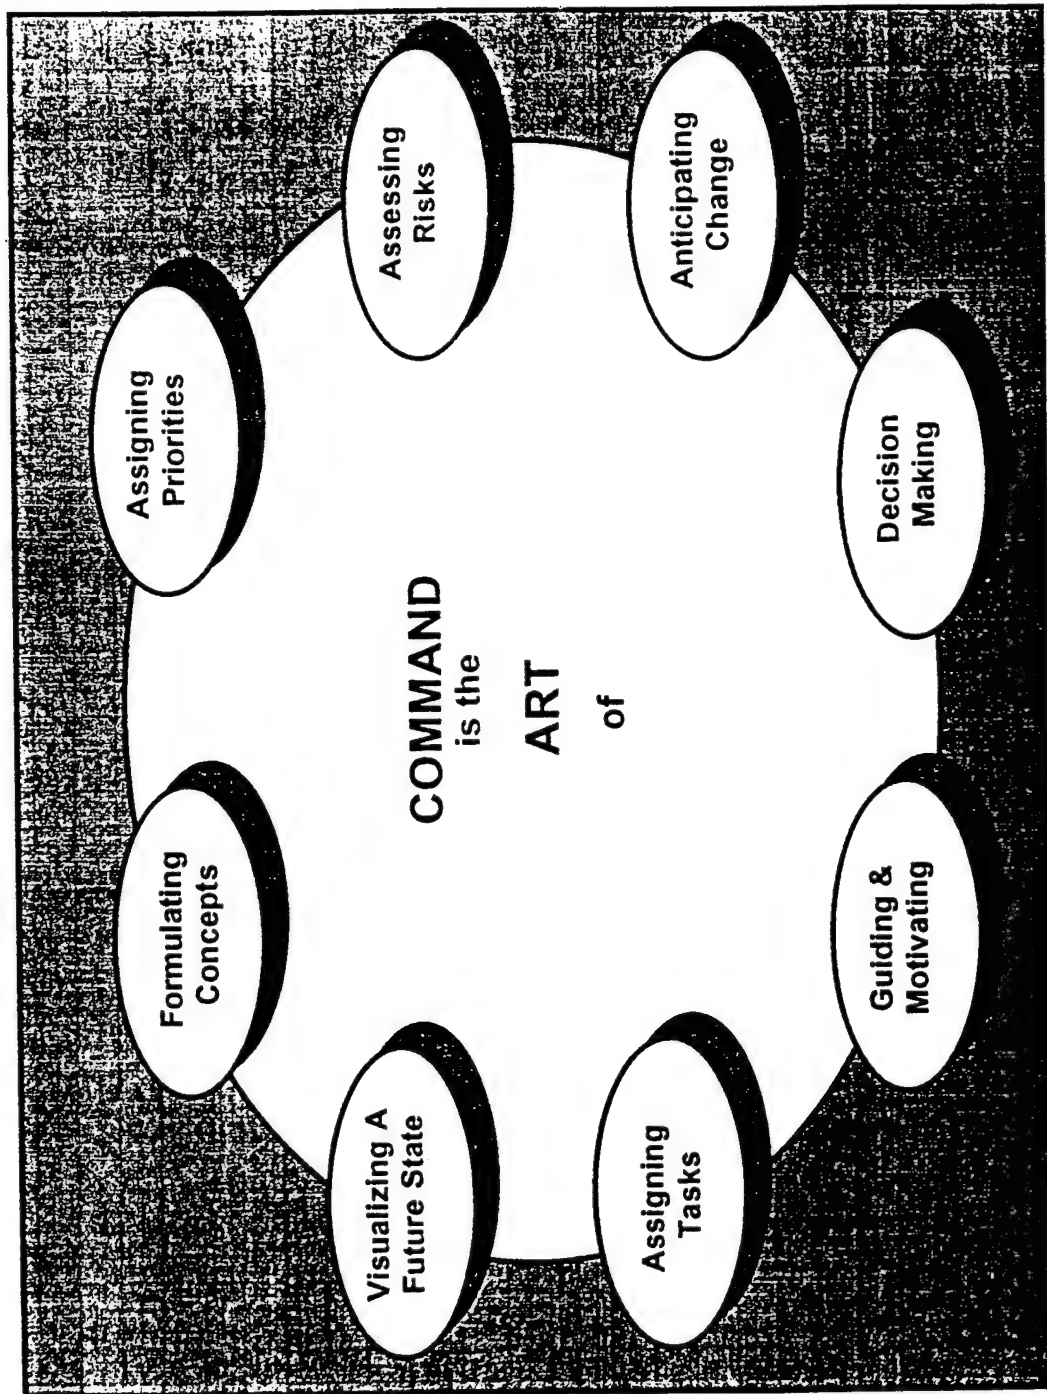 Formulating
Concepts
Assigning
Priorities
Visualizing A
Future State
Assessing
Risks
COMMAND
is the
ART
of
Assigning
Tasks
Anticipating
Change
Guiding &
Motivating
Decision
Making